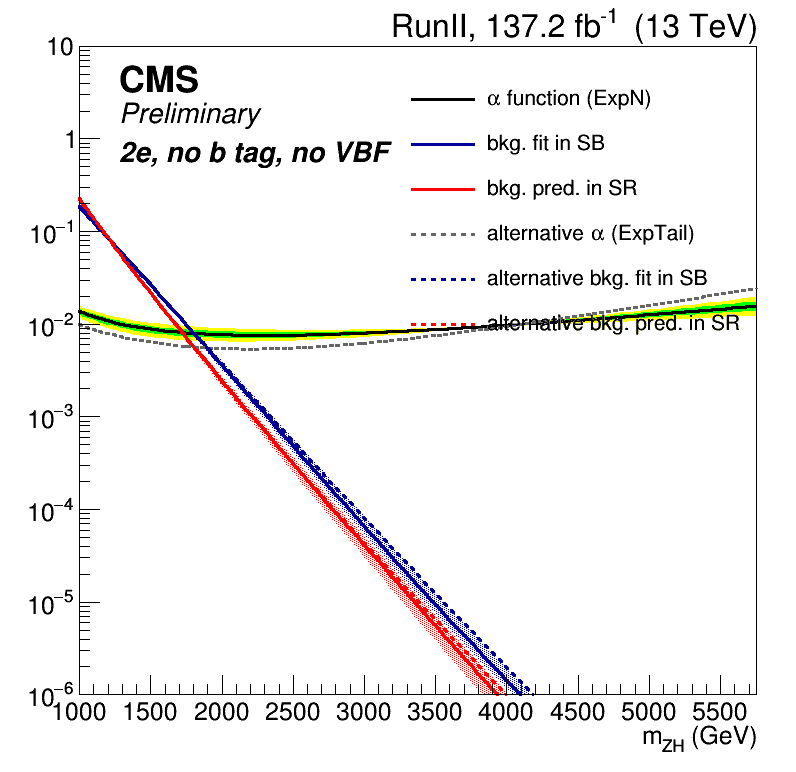 RunII, 137.2 fb-1 (13 TeV)
CMS
Preliminary
2e, no b tag, no VBF
α function (ExpN)
bkg. fit in SB
bkg. pred. in SR
alternative α (ExpTail)
alternative bkg. fit in SB
alternative bkg. pred. in SR
10
1
10−1
10−2
10−3
10−4
10−5
10−6
1000 1500 2000 2500 3000 3500 4000 4500 5000 5500
mZH (GeV)